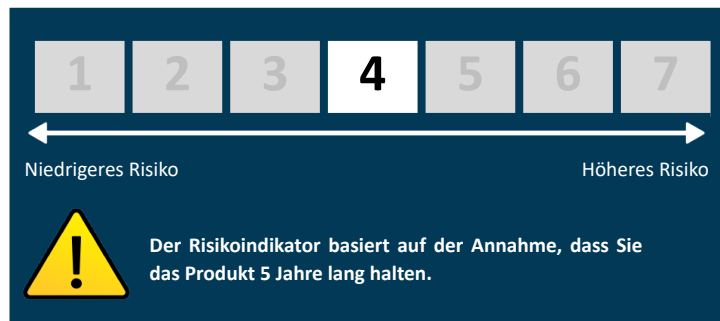 1 2 3 4 5 6 7
Niedrigeres Risiko Höheres Risiko
Der Risikoindikator basiert auf der Annahme, dass Sie
das Produkt 5 Jahre lang halten.